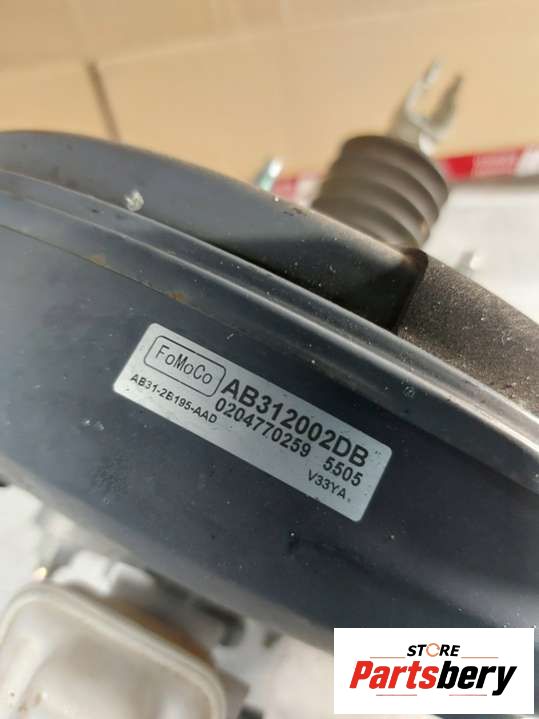 FoMoCo
AB312002DB
AB31-2B195-AAD
0204770259 5505
V33YA
STORE
Partsbery